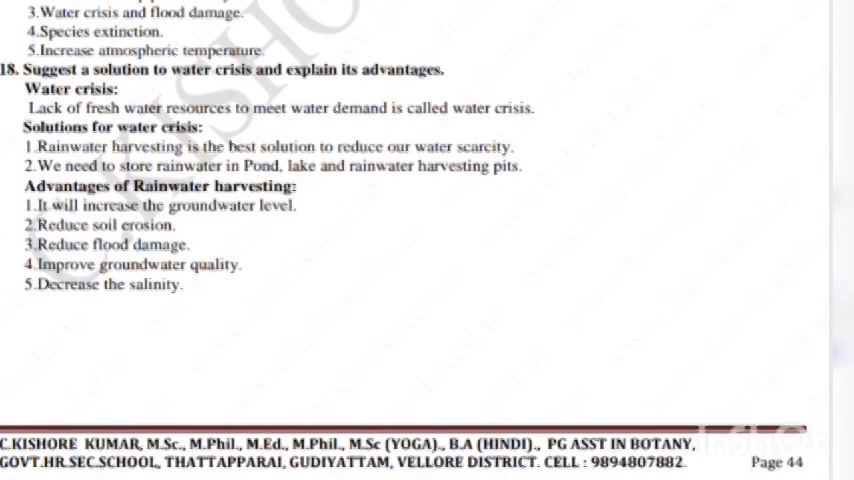 3.Water crisis and flood damage.
4.Species extinction.
5.Increase atmospheric temperature.
18. Suggest a solution to water crisis and explain its advantages.
Water crisis:
Lack of fresh water resources to meet water demand is called water crisis.
Solutions for water crisis:
1.Rainwater harvesting is the best solution to reduce our water scarcity.
2.We need to store rainwater in Pond, lake and rainwater harvesting pits.
Advantages of Rainwater harvesting:
1.It will increase the groundwater level.
2.Reduce soil erosion.
3.Reduce flood damage.
4.Improve groundwater quality.
5.Decrease the salinity.
C.KISHORE KUMAR, M.Sc., M.Phil., M.Ed., M.Phil., M.Sc (YOGA)., B.A (HINDI)., PG ASST IN BOTANY,
GOVT.HR.SEC.SCHOOL, THATTAPPARAI, GUDIYATTAM, VELLORE DISTRICT. CELL : 9894807882.
Page 44
C KISHO
InShOt